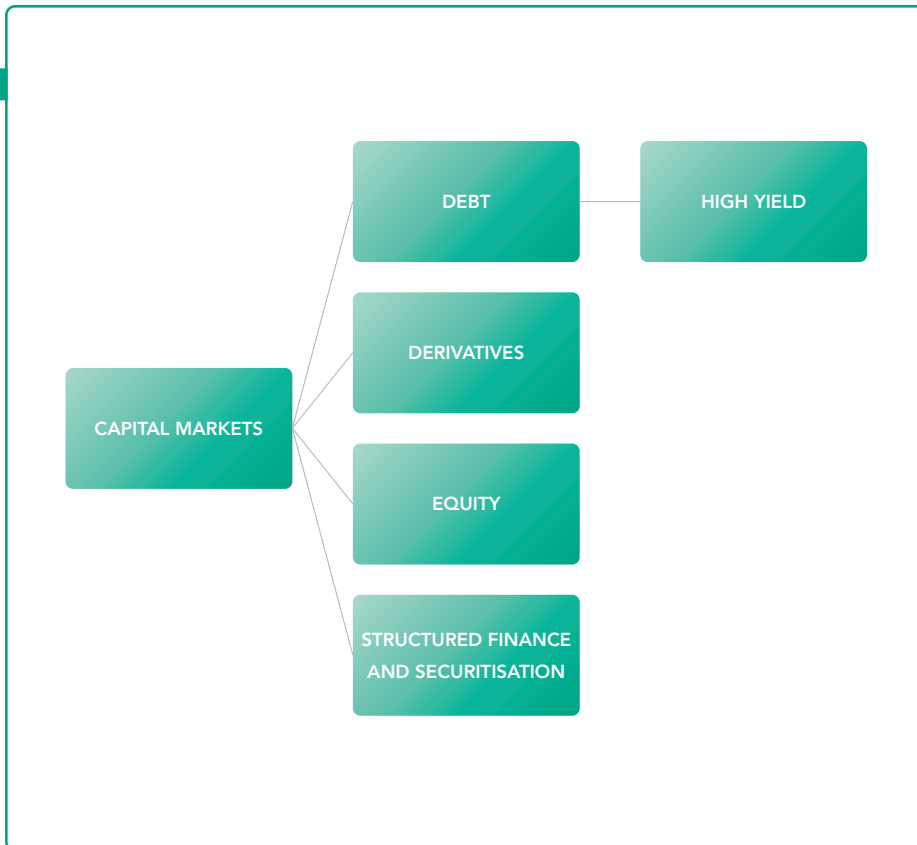 DEBT
HIGH YIELD
DERIVATIVES
CAPITAL MARKETS
EQUITY
STRUCTURED FINANCE
AND SECURITISATION